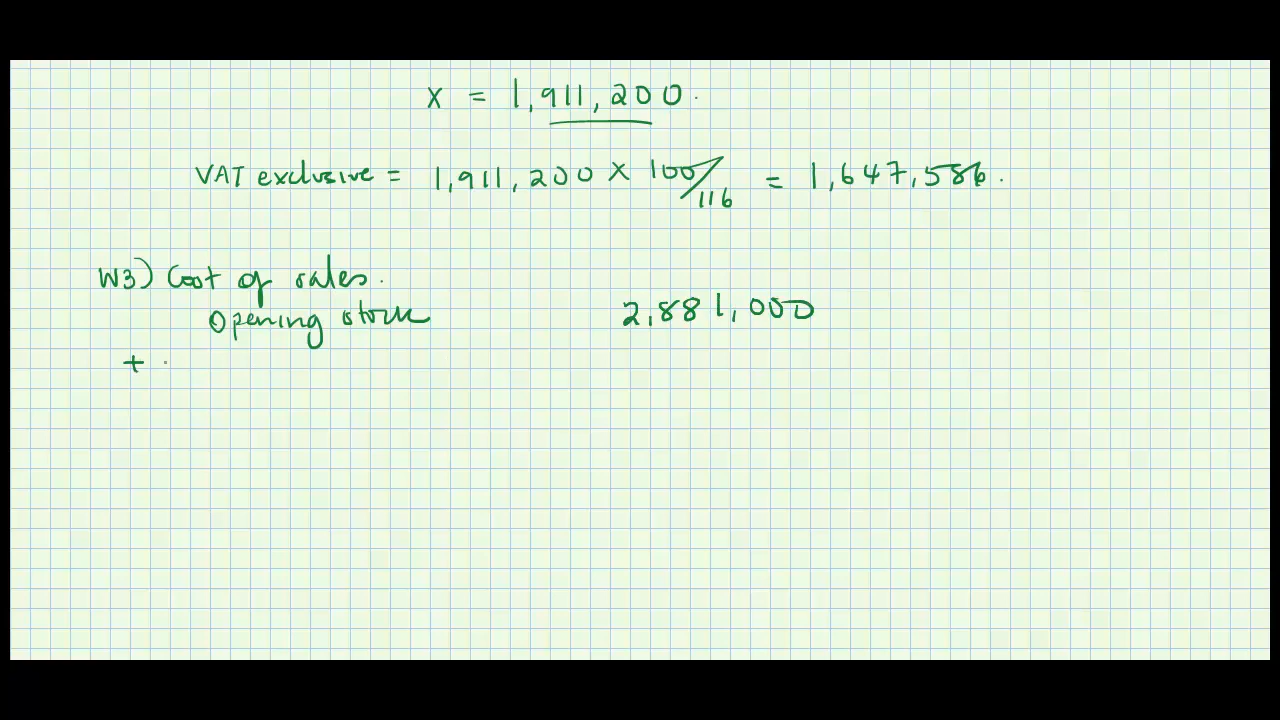 x = 1,911,200.
VAT exclusive = 1,911,200 x 100/116 = 1,647,586.
W3) Cost of sales.
Opening stock 2,881,000
+